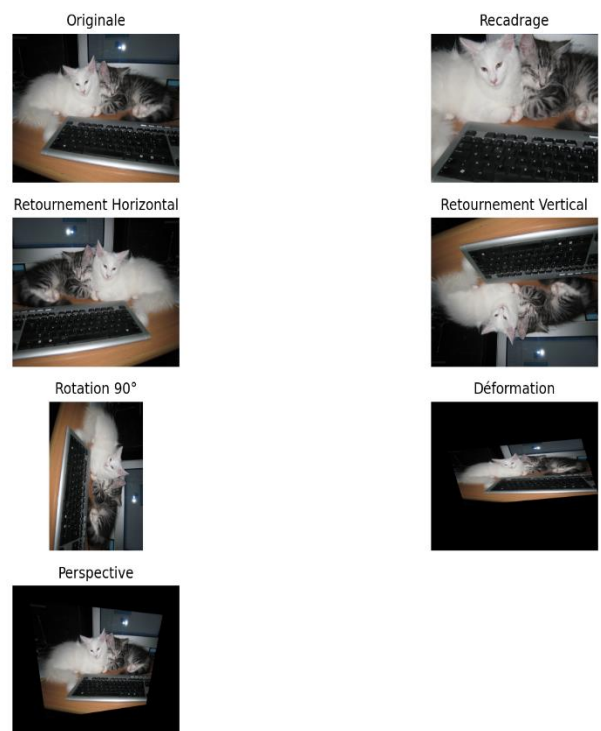 Originale
Recadrage
Retournement Horizontal
Retournement Vertical
Rotation 90°
Déformation
Perspective